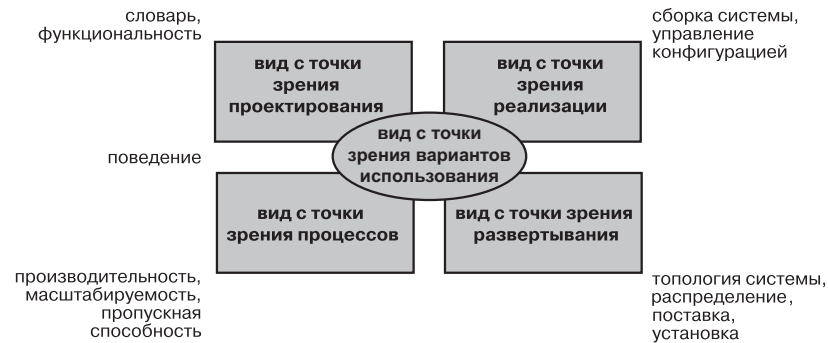 словарь,
функциональность
сборка системы,
управление
конфигурацией
вид с точки
зрения
проектирования
вид с точки
зрения
реализации
вид с точки
зрения вариантов
использования
поведение
вид с точки
зрения процессов
вид с точки зрения
развертывания
производительность,
масштабируемость,
пропускная
способность
топология системы,
распределение,
поставка,
установка